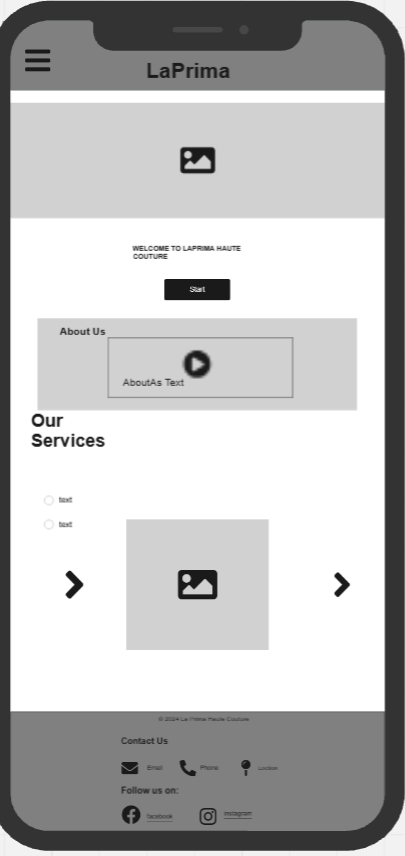 LaPrima
WELCOME TO LAPRIMA HAUTE
COUTURE
Start
About Us
AboutAs Text
Our
Services
text
text
© 2024 La Prima Haute Couture
Contact Us
Email Phone Location
Follow us on:
facebook instagram